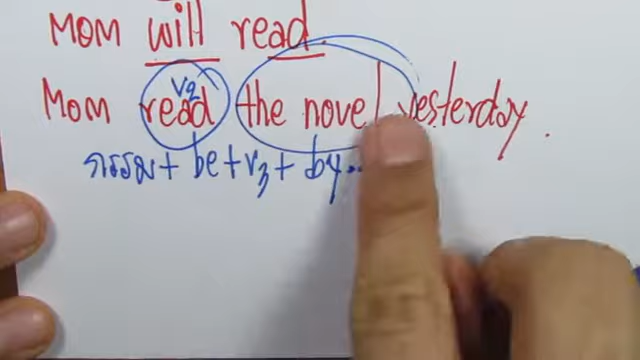 Mom will read.
Mom read the novel yesterday.
V2
กรรม + be + V3 + by...